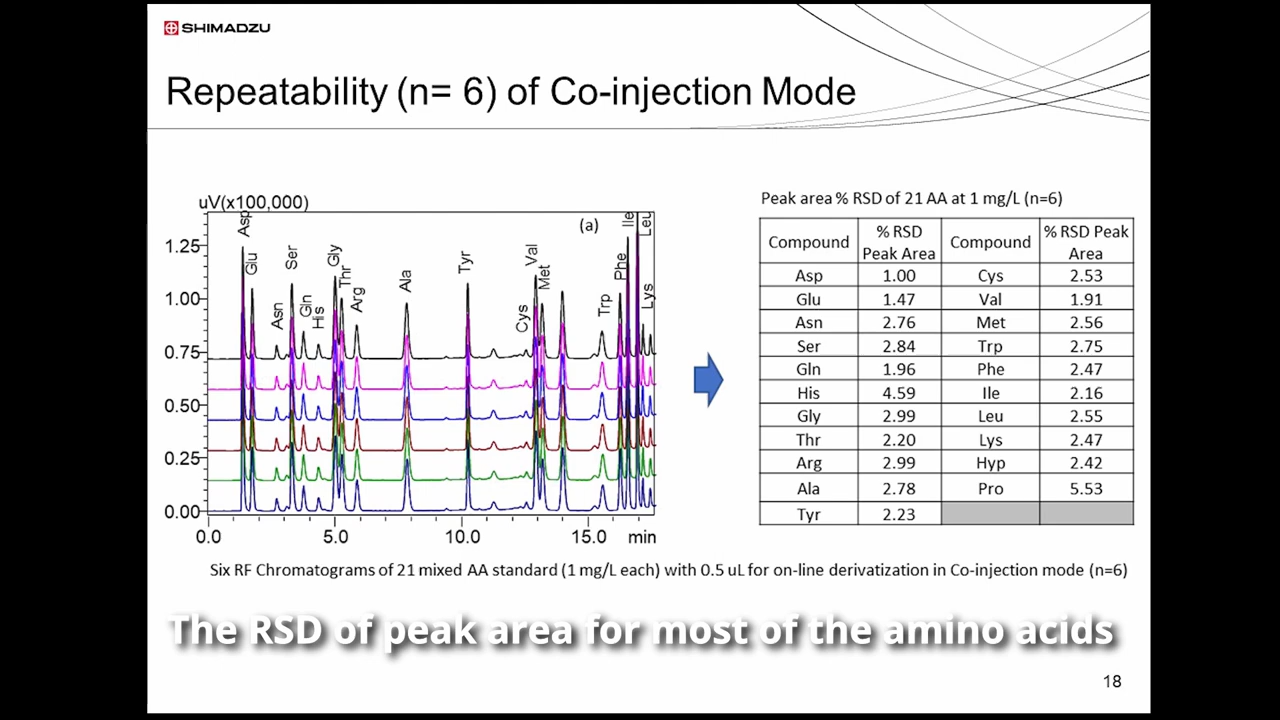 SHIMADZU
Repeatability (n= 6) of Co-injection Mode
uV(x100,000)
(a)
Asp
Glu
Asn
Ser
Gln
His
Gly
Thr
Arg
Ala
Tyr
Cys
Val
Met
Trp
Phe
Ile
Leu
Lys
1.25
1.00
0.75
0.50
0.25
0.00
0.0 5.0 10.0 15.0 min
Peak area % RSD of 21 AA at 1 mg/L (n=6)
Compound % RSD Peak Area Compound % RSD Peak Area
Asp 1.00 Cys 2.53
Glu 1.47 Val 1.91
Asn 2.76 Met 2.56
Ser 2.84 Trp 2.75
Gln 1.96 Phe 2.47
His 4.59 Ile 2.16
Gly 2.99 Leu 2.55
Thr 2.20 Lys 2.47
Arg 2.99 Hyp 2.42
Ala 2.78 Pro 5.53
Tyr 2.23
Six RF Chromatograms of 21 mixed AA standard (1 mg/L each) with 0.5 uL for on-line derivatization in Co-injection mode (n=6)
The RSD of peak area for most of the amino acids
18